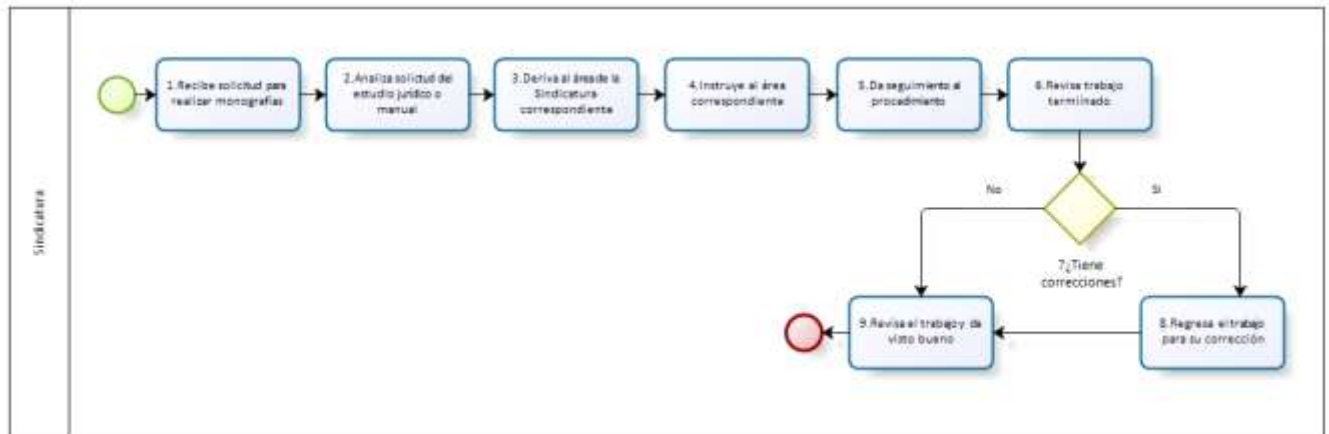 Sindicatura
1.Recibe solicitud para
realizar monografías
2.Analiza solicitud del
estudio jurídico o
manual
3.Deriva al área de la
Sindicatura
correspondiente
4.Instruye al área
correspondiente
5.Da seguimiento al
procedimiento
6.Revisa trabajo
terminado
No
Si
7¿Tiene
correcciones?
9.Revisa el trabajo y da
visto bueno
8.Regresa el trabajo
para su corrección